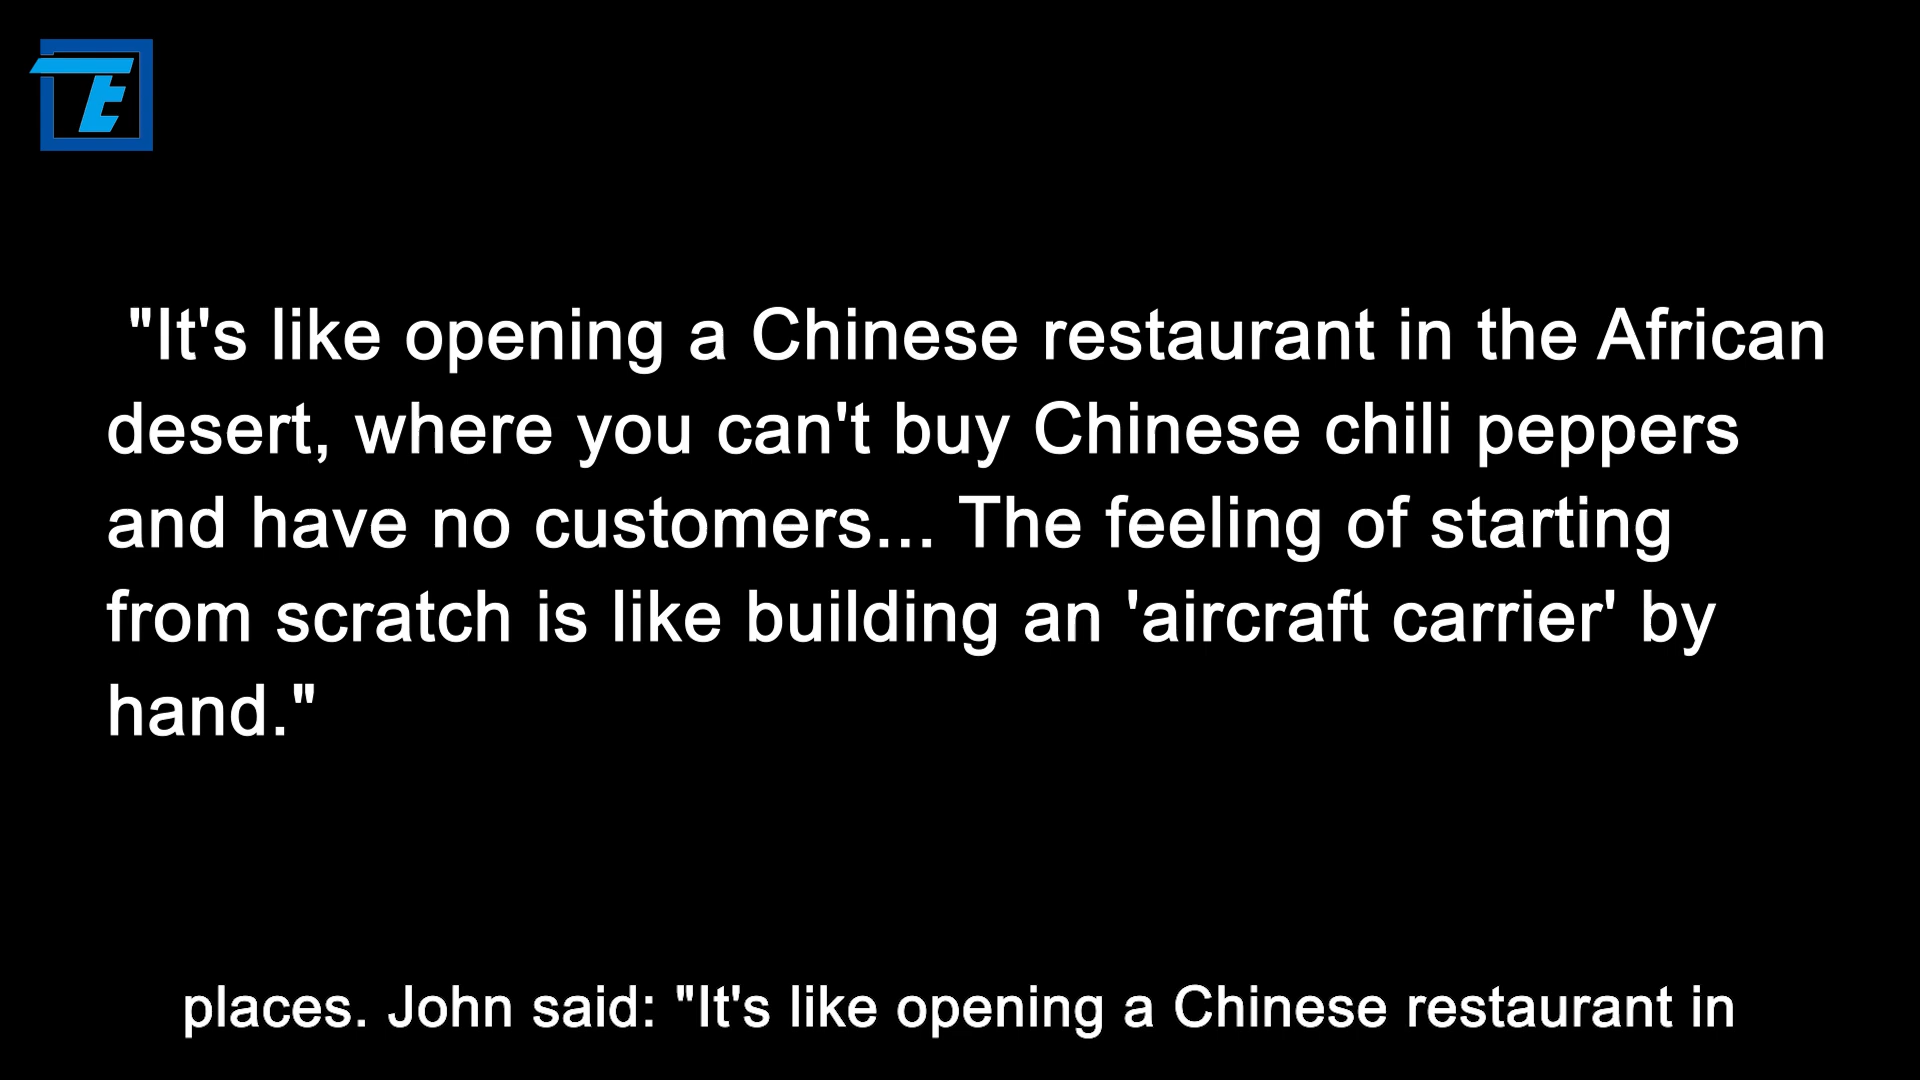 TE
"It's like opening a Chinese restaurant in the African
desert, where you can't buy Chinese chili peppers
and have no customers... The feeling of starting
from scratch is like building an 'aircraft carrier' by
hand."
places. John said: "It's like opening a Chinese restaurant in